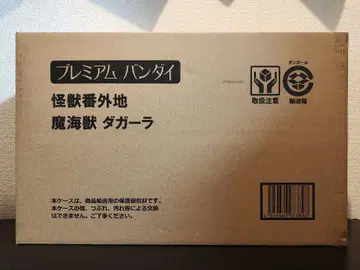 プレミアム バンダイ
怪獣番外地
魔海獣 ダガーラ
取扱注意
ダンボール
輸送箱
本ケースは、商品輸送用の保護梱包材です。
本ケースの傷、つぶれ、汚れ等による交換
はできません。ご了承ください。